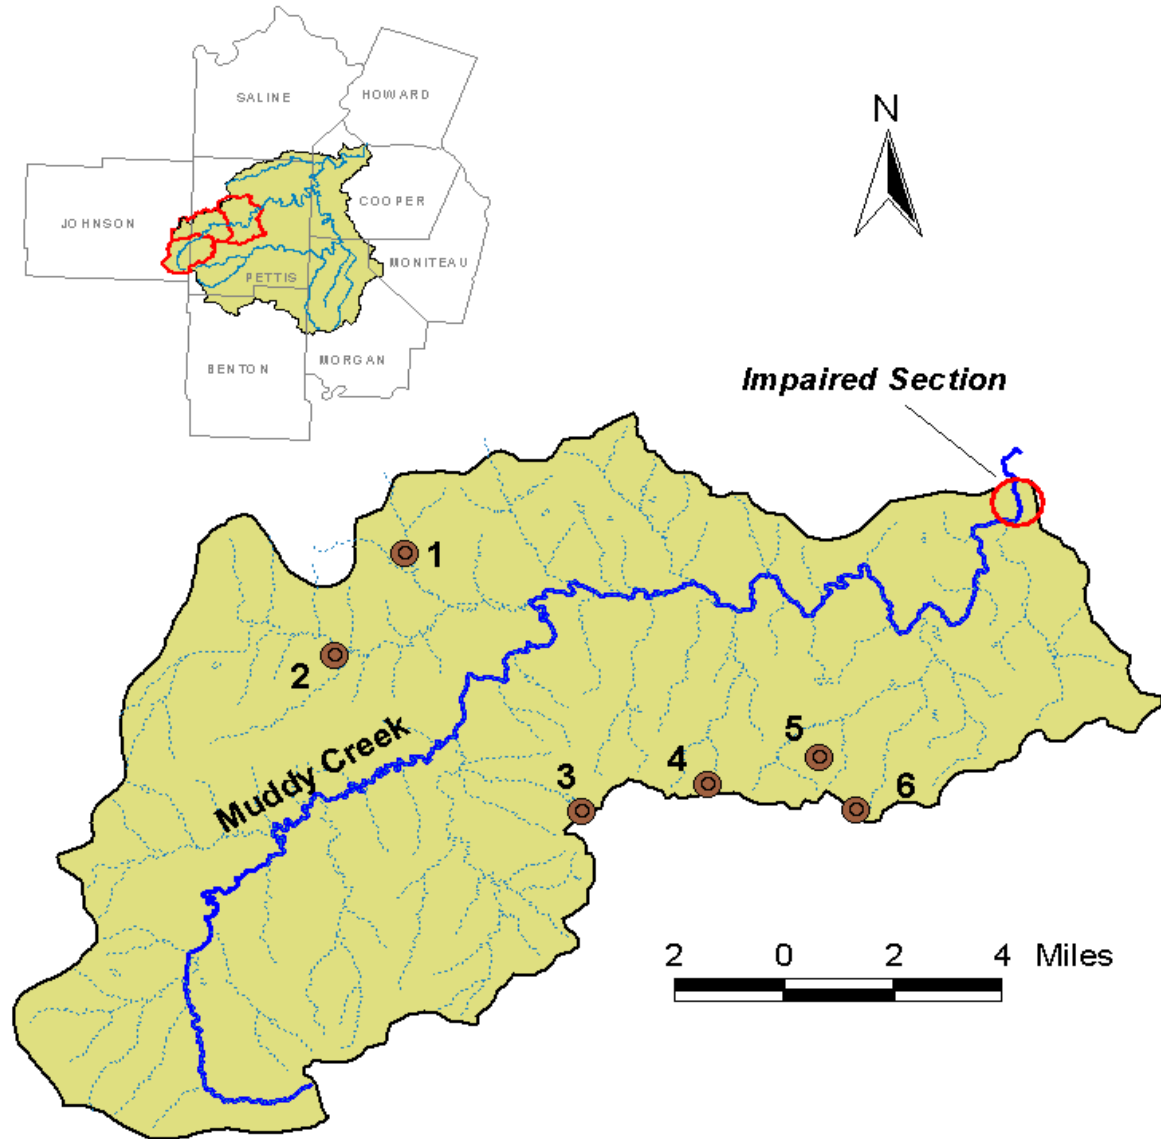 SALINE
HOWARD
N
JOHNSON
COOPER
MONITEAU
PETTIS
BENTON
MORGAN
Impaired Section
1
2
Muddy Creek
3
4
5
6
2 0 2 4 Miles